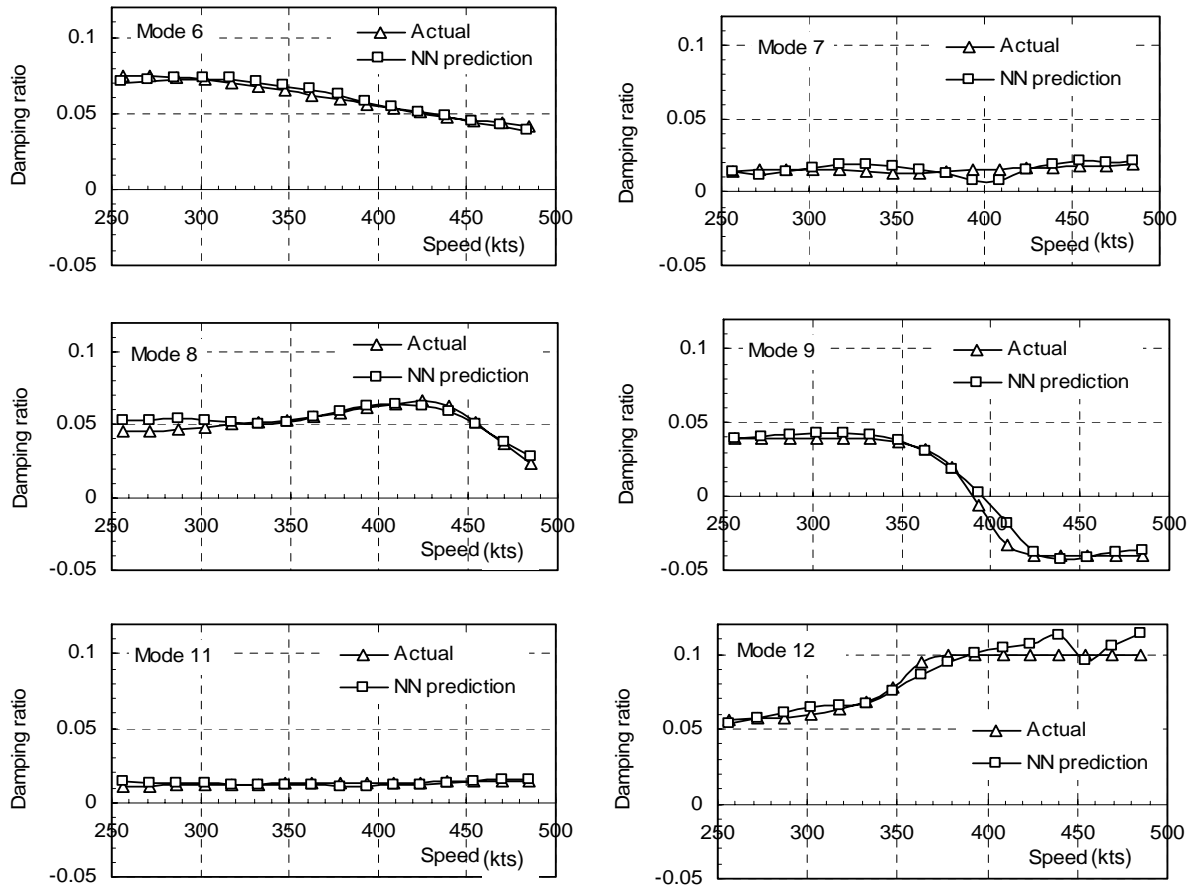 Mode 6
Actual
NN prediction
0.1
0.05
0
-0.05
Damping ratio
250 300 350 400 450 500
Speed (kts)
Mode 7
Actual
NN prediction
0.1
0.05
0
-0.05
Damping ratio
250 300 350 400 450 500
Speed (kts)
Mode 8
Actual
NN prediction
0.1
0.05
0
-0.05
Damping ratio
250 300 350 400 450 500
Speed (kts)
Mode 9
Actual
NN prediction
0.1
0.05
0
-0.05
Damping ratio
250 300 350 400 450 500
Speed (kts)
Mode 11
Actual
NN prediction
0.1
0.05
0
-0.05
Damping ratio
250 300 350 400 450 500
Speed (kts)
Mode 12
Actual
NN prediction
0.1
0.05
0
-0.05
Damping ratio
250 300 350 400 450 500
Speed (kts)